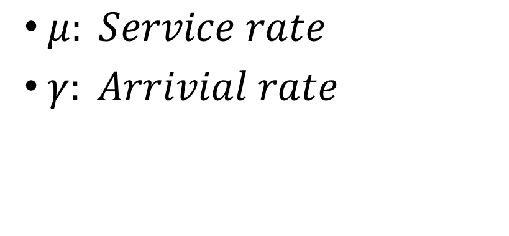 • μ: Service rate
• γ: Arrivial rate